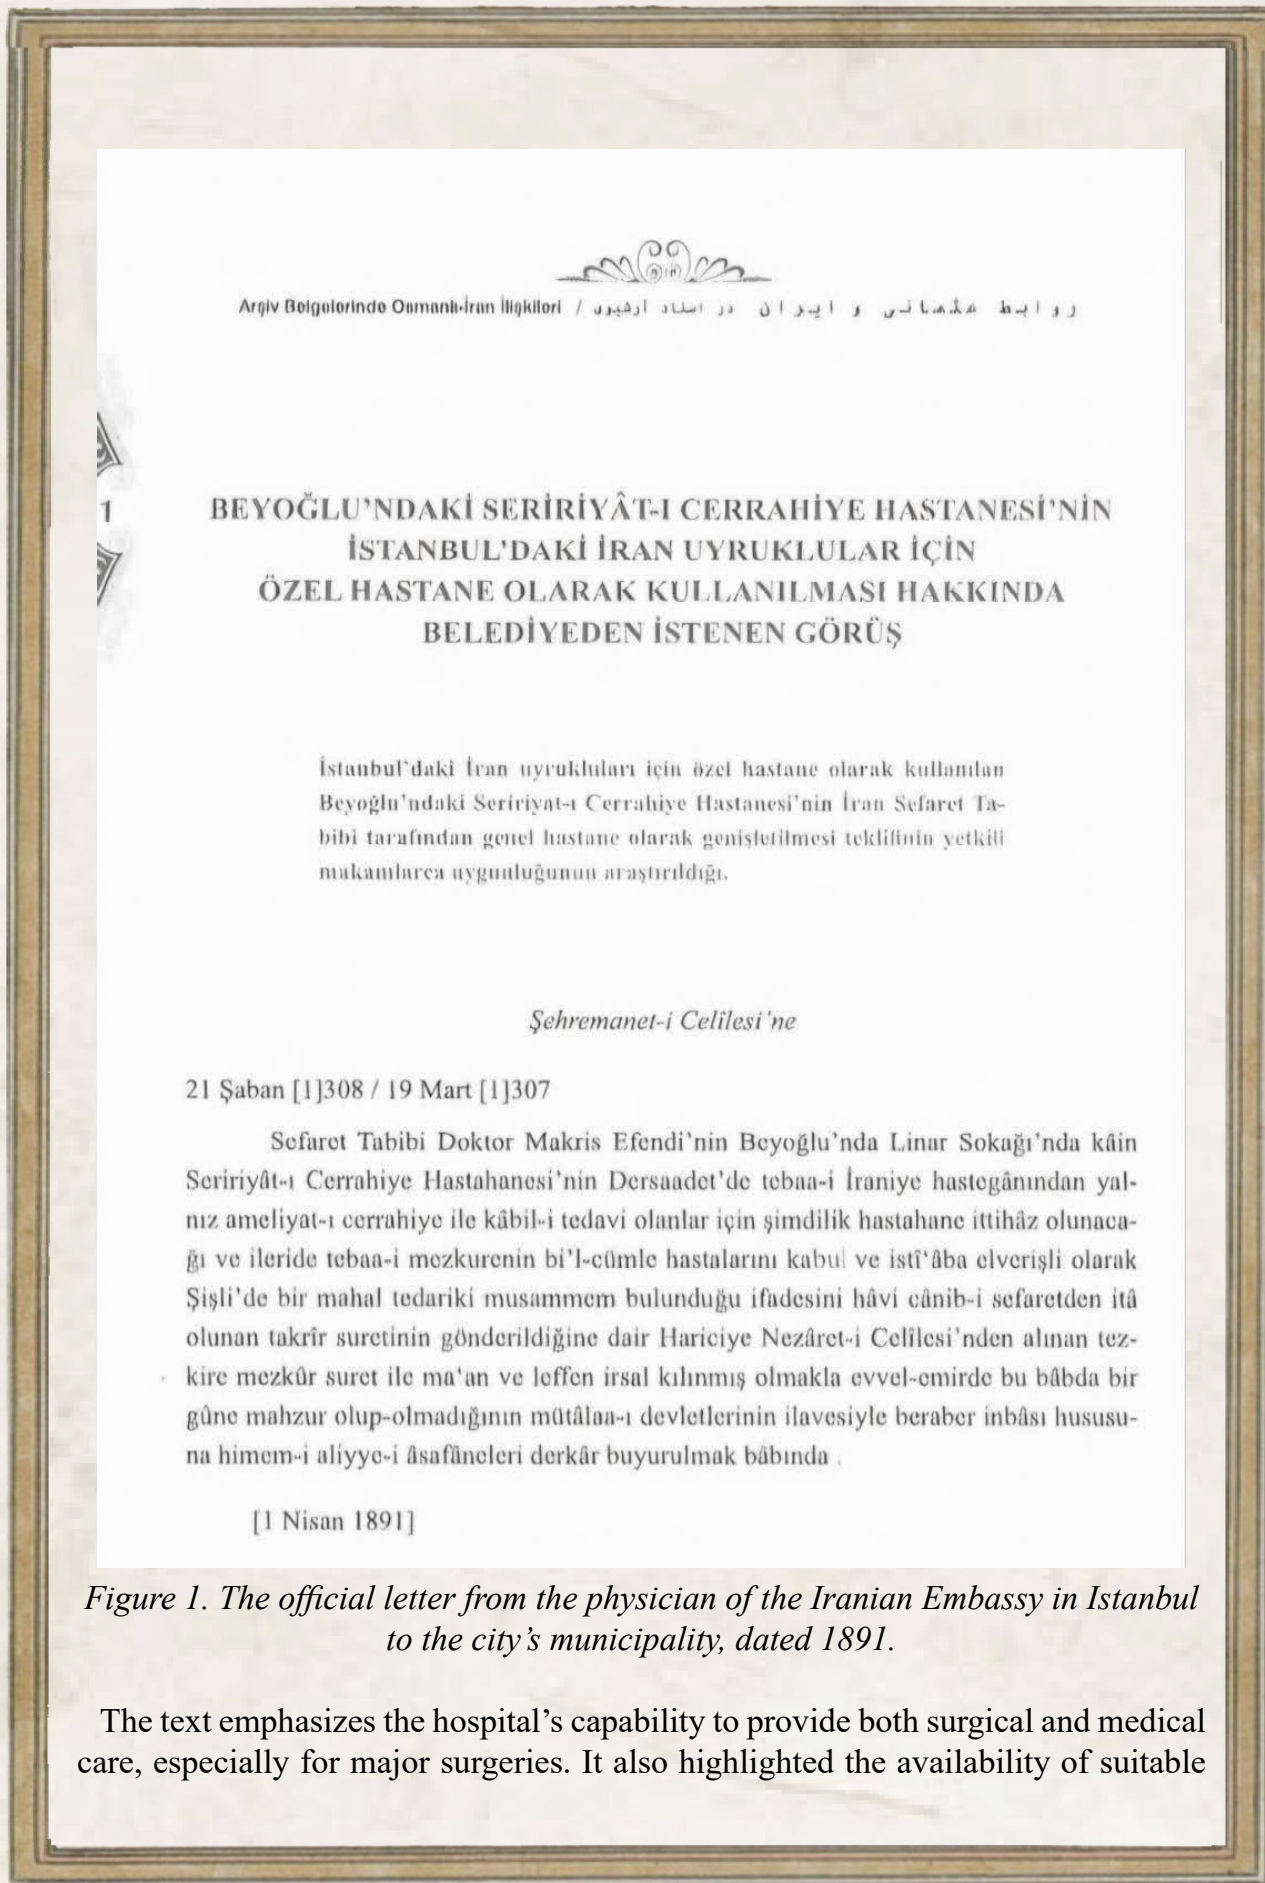 Arşiv Belgelerinde Osmanlı-İran İlişkileri / روابط عثمانی و ایران در اسناد آرشیوی
1
BEYOĞLU’NDAKİ SERİRİYÂT-I CERRAHİYE HASTANESİ’NİN
İSTANBUL’DAKİ İRAN UYRUKLULAR İÇİN
ÖZEL HASTANE OLARAK KULLANILMASI HAKKINDA
BELEDİYEDEN İSTENEN GÖRÜŞ
İstanbul’daki İran uyrukluları için özel hastane olarak kullanılan
Beyoğlu’ndaki Seririyat-ı Cerrahiye Hastanesi’nin İran Sefaret Ta-
bibi tarafından genel hastane olarak genişletilmesi teklifinin yetkili
makamlarca uygunluğunun araştırıldığı.
Şehremanet-i Celîlesi’ne
21 Şaban [1]308 / 19 Mart [1]307
Sefaret Tabibi Doktor Makris Efendi’nin Beyoğlu’nda Linar Sokağı’nda kâin
Seririyât-ı Cerrahiye Hastahanesi’nin Dersaadet’de tebaa-i İraniye hastegânından yal-
nız ameliyat-ı cerrahiye ile kâbil-i tedavi olanlar için şimdilik hastahane ittihâz olunaca-
ğı ve ileride tebaa-i mezkurenin bi’l-cümle hastalarını kabul ve istî‘âba elverişli olarak
Şişli’de bir mahal tedariki musammem bulunduğu ifadesini hâvi cânib-i sefaretden itâ
olunan takrîr suretinin gönderildiğine dair Hariciye Nezâret-i Celîlesi’nden alınan tez-
kire mezkûr suret ile ma‘an ve leffen irsal kılınmış olmakla evvel-emirde bu bâbda bir
gûne mahzur olup-olmadığının mütâlaa-ı devletlerinin ilavesiyle beraber inbâsı hususu-
na himem-i aliyye-i âsafâneleri derkâr buyurulmak bâbında .
[1 Nisan 1891]
Figure 1. The official letter from the physician of the Iranian Embassy in Istanbul
to the city’s municipality, dated 1891.
The text emphasizes the hospital’s capability to provide both surgical and medical
care, especially for major surgeries. It also highlighted the availability of suitable